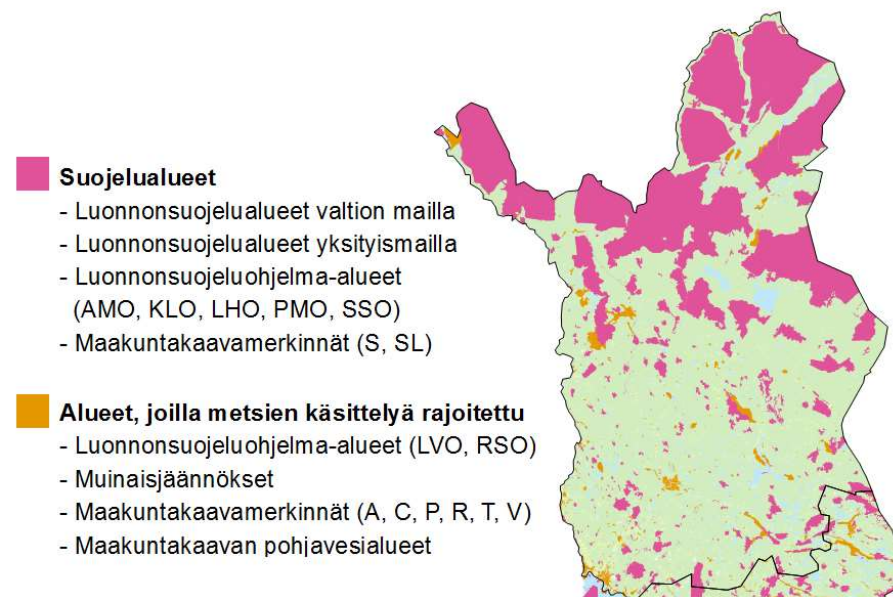 Suojelualueet
- Luonnonsuojelualueet valtion mailla
- Luonnonsuojelualueet yksityismailla
- Luonnonsuojeluohjelma-alueet
(AMO, KLO, LHO, PMO, SSO)
- Maakuntakaavamerkinnät (S, SL)
Alueet, joilla metsien käsittelyä rajoitettu
- Luonnonsuojeluohjelma-alueet (LVO, RSO)
- Muinaisjäännökset
- Maakuntakaavamerkinnät (A, C, P, R, T, V)
- Maakuntakaavan pohjavesialueet